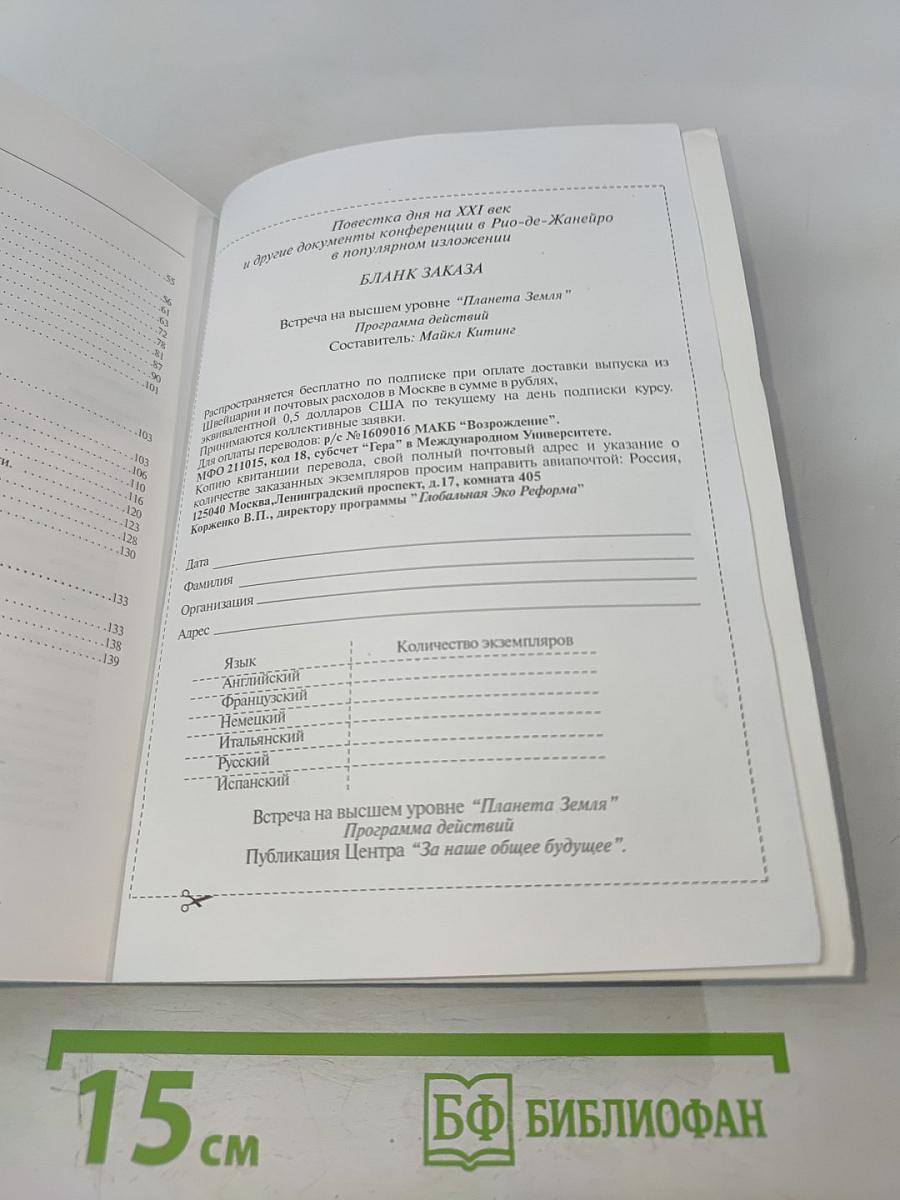 55
56
61
63
72
78
81
87
90
101
103
103
106
110
116
120
123
128
130
133
133
138
139
Повестка дня на XXI век
и другие документы конференции в Рио-де-Жанейро
в популярном изложении
БЛАНК ЗАКАЗА
Встреча на высшем уровне “Планета Земля”
Программа действий
Составитель: Майкл Китинг
Распространяется бесплатно по подписке при оплате доставки выпуска из
Швейцарии и почтовых расходов в Москве в сумме в рублях,
эквивалентной 0,5 долларов США по текущему на день подписки курсу.
Принимаются коллективные заявки.
Для оплаты переводов: р/с №1609016 МАКБ “Возрождение”.
МФО 211015, код 18, субсчет “Гера” в Международном Университете.
Копию квитанции перевода, свой полный почтовый адрес и указание о
количестве заказанных экземпляров просим направить авиапочтой: Россия,
125040 Москва,Ленинградский проспект, д.17, комната 405
Корженко В.П., директору программы ”Глобальная Эко Реформа”
Дата
Фамилия
Организация
Адрес
Язык Количество экземпляров
Английский
Французский
Немецкий
Итальянский
Русский
Испанский
Встреча на высшем уровне “Планета Земля”
Программа действий
Публикация Центра “За наше общее будущее”.
15 см
БФ БИБЛИОФАН